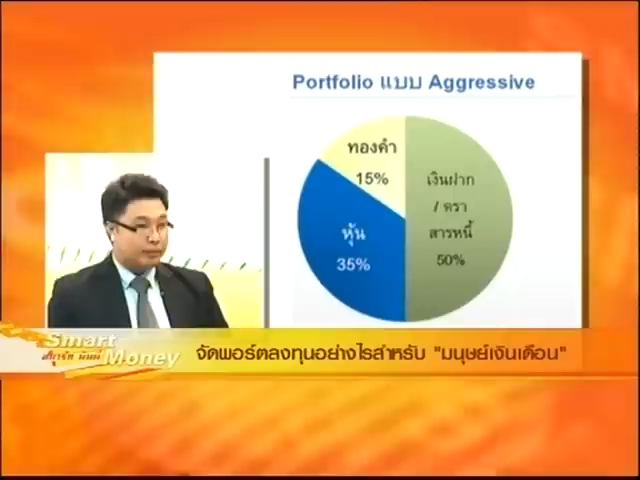 Portfolio แบบ Aggressive
ทองคำ
15%
เงินฝาก
/ ตรา
สารหนี้
50%
หุ้น
35%
Smart
Money
จัดพอร์ตลงทุนอย่างไรสำหรับ "มนุษย์เงินเดือน"